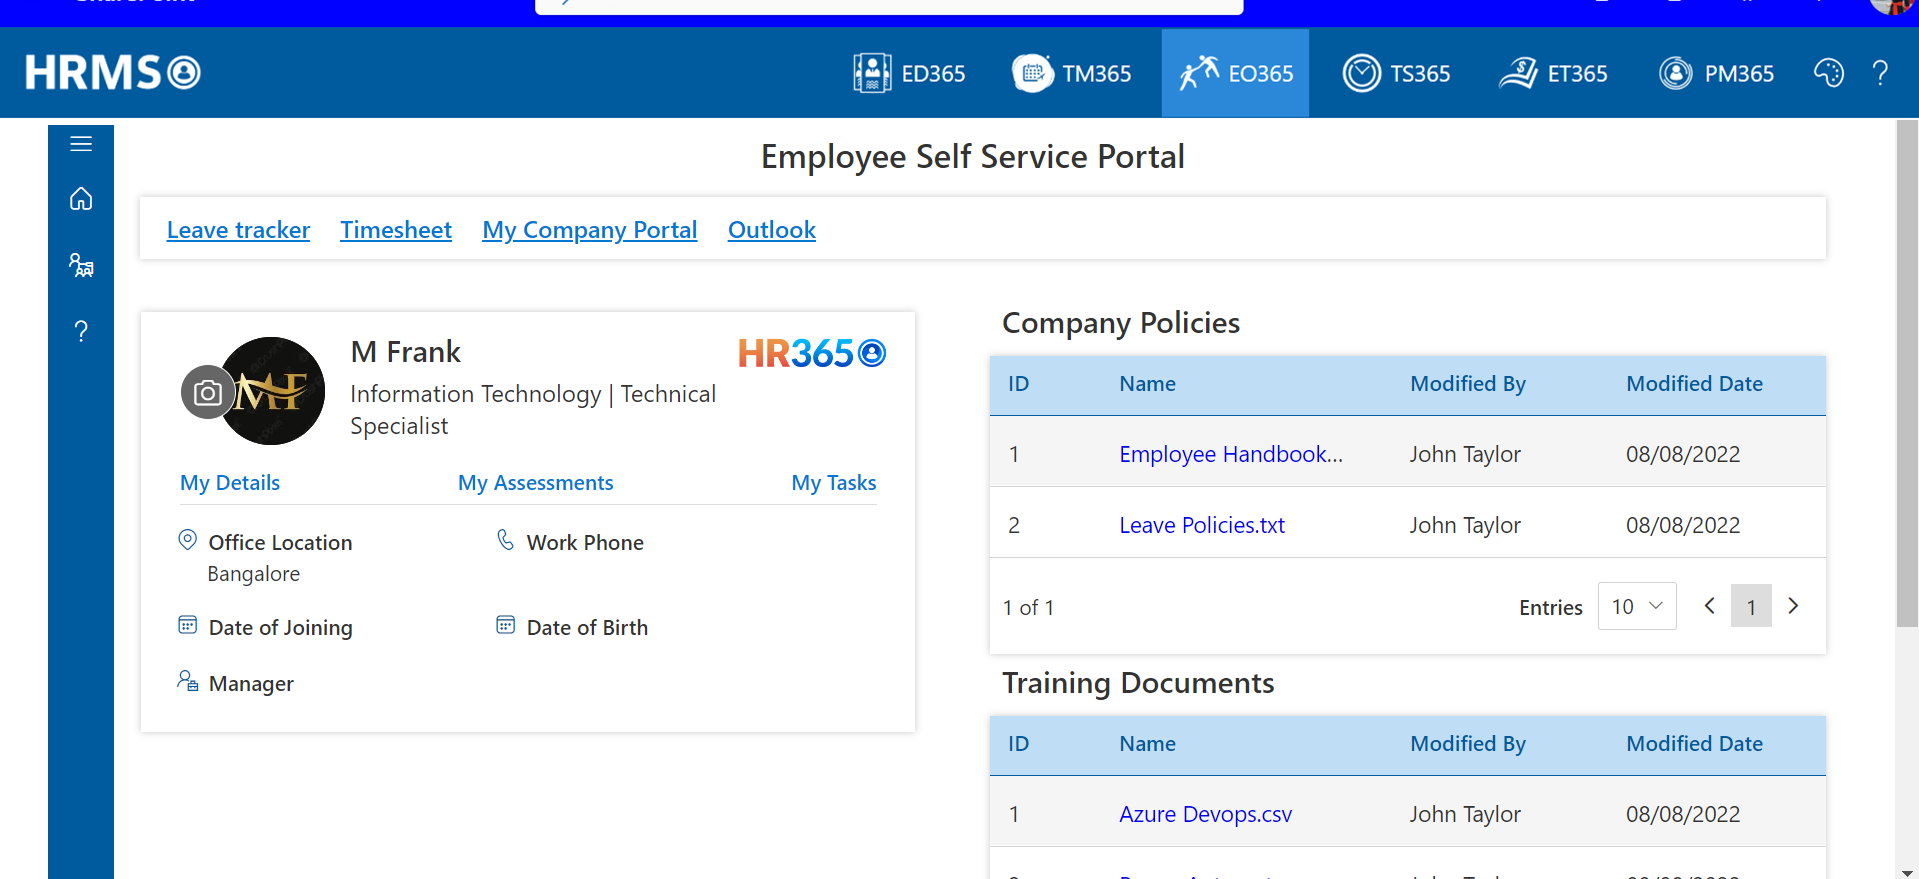 HRMS
ED365
TM365
EO365
TS365
ET365
PM365
?
Employee Self Service Portal
Leave tracker Timesheet My Company Portal Outlook
?
MF
M Frank
HR365
Information Technology | Technical
Specialist
My Details My Assessments My Tasks
Office Location Work Phone
Bangalore
Date of Joining Date of Birth
Manager
Company Policies
ID Name Modified By Modified Date
1 Employee Handbook... John Taylor 08/08/2022
2 Leave Policies.txt John Taylor 08/08/2022
1 of 1 Entries 10 1
Training Documents
ID Name Modified By Modified Date
1 Azure Devops.csv John Taylor 08/08/2022